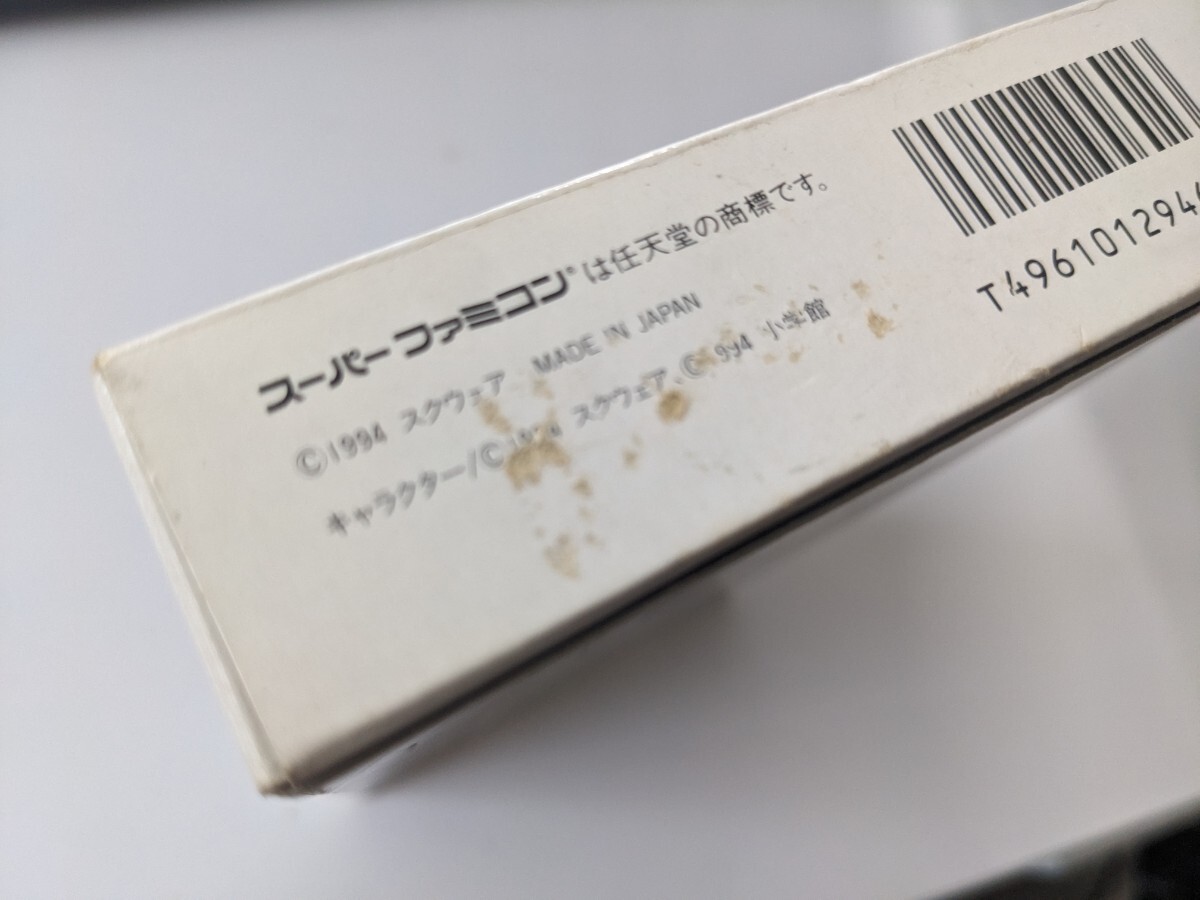 スーパーファミコン®は任天堂の商標です。
©1994 スクウェア MADE IN JAPAN
キャラクター/©1994 スクウェア、©1994 小学館
T4961012944